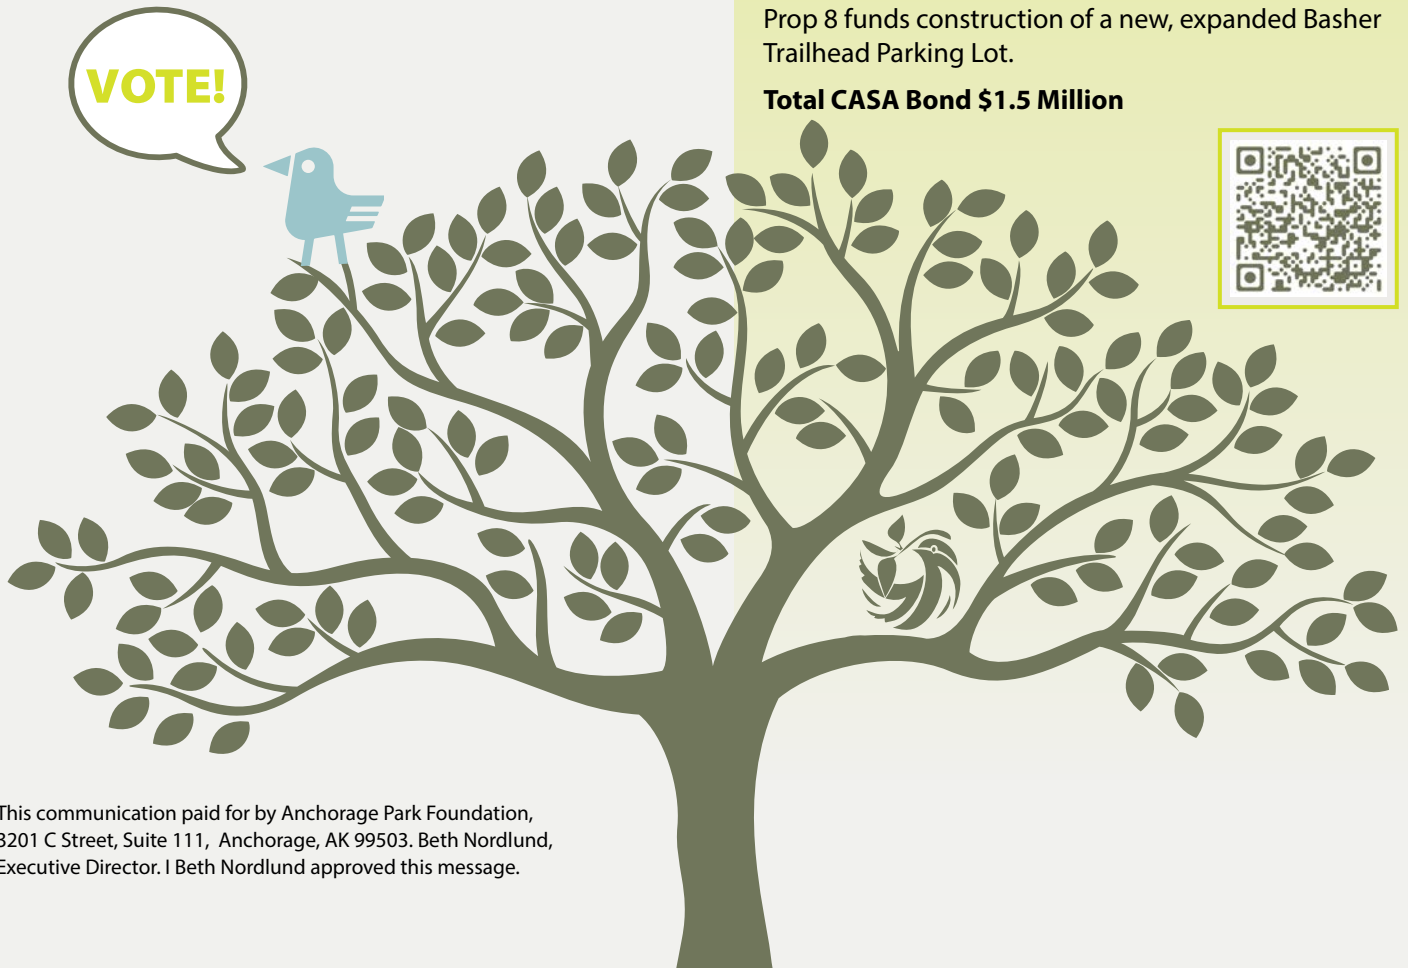 VOTE!
Prop 8 funds construction of a new, expanded Basher
Trailhead Parking Lot.
Total CASA Bond $1.5 Million
This communication paid for by Anchorage Park Foundation,
3201 C Street, Suite 111, Anchorage, AK 99503. Beth Nordlund,
Executive Director. I Beth Nordlund approved this message.